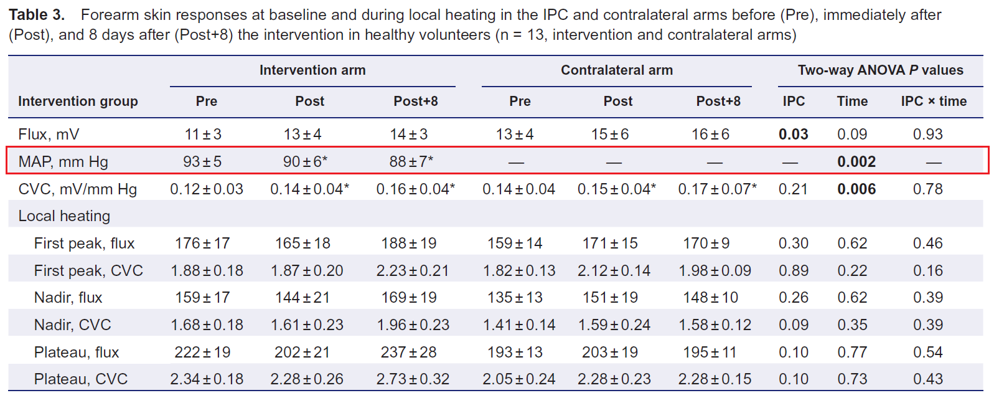 Table 3. Forearm skin responses at baseline and during local heating in the IPC and contralateral arms before (Pre), immediately after
(Post), and 8 days after (Post+8) the intervention in healthy volunteers (n = 13, intervention and contralateral arms)
Intervention arm Contralateral arm Two-way ANOVA P values
Intervention group Pre Post Post+8 Pre Post Post+8 IPC Time IPC × time
Flux, mV 11±3 13±4 14±3 13±4 15±6 16±6 0.03 0.09 0.93
MAP, mm Hg 93±5 90±6* 88±7* — — — — 0.002 —
CVC, mV/mm Hg 0.12±0.03 0.14±0.04* 0.16±0.04* 0.14±0.04 0.15±0.04* 0.17±0.07* 0.21 0.006 0.78
Local heating
First peak, flux 176±17 165±18 188±19 159±14 171±15 170±9 0.30 0.62 0.46
First peak, CVC 1.88±0.18 1.87±0.20 2.23±0.21 1.82±0.13 2.12±0.14 1.98±0.09 0.89 0.22 0.16
Nadir, flux 159±17 144±21 169±19 135±13 151±19 148±10 0.26 0.62 0.39
Nadir, CVC 1.68±0.18 1.61±0.23 1.96±0.23 1.41±0.14 1.59±0.24 1.58±0.12 0.09 0.35 0.39
Plateau, flux 222±19 202±21 237±28 193±13 203±19 195±11 0.10 0.77 0.54
Plateau, CVC 2.34±0.18 2.28±0.26 2.73±0.32 2.05±0.24 2.28±0.23 2.28±0.15 0.10 0.73 0.43